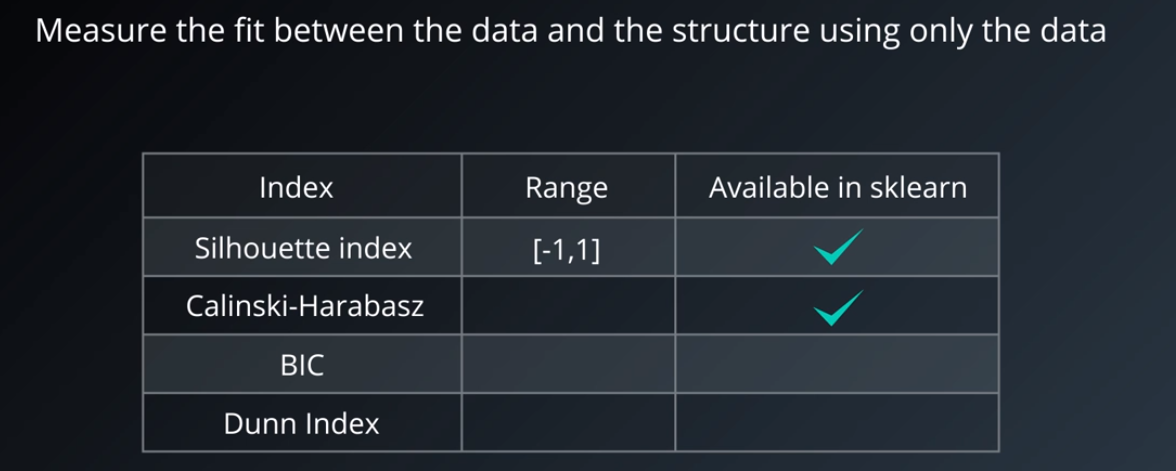 Measure the fit between the data and the structure using only the data
Index Range Available in sklearn
Silhouette index [-1,1]
Calinski-Harabasz
BIC
Dunn Index